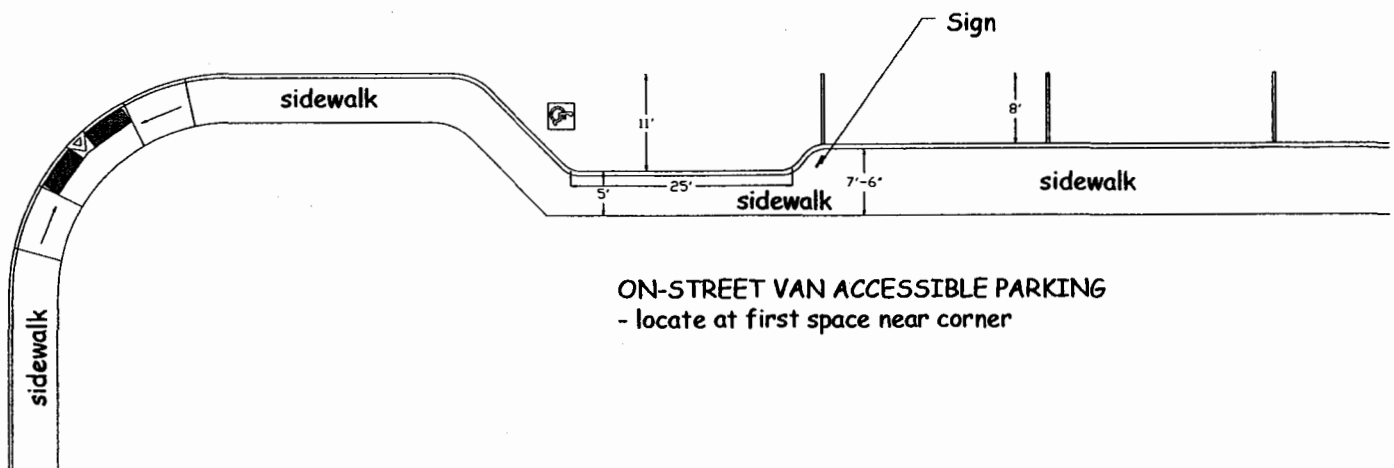 Sign
sidewalk
11'
8'
5'
25'
7'-6"
sidewalk
sidewalk
sidewalk
ON-STREET VAN ACCESSIBLE PARKING
- locate at first space near corner